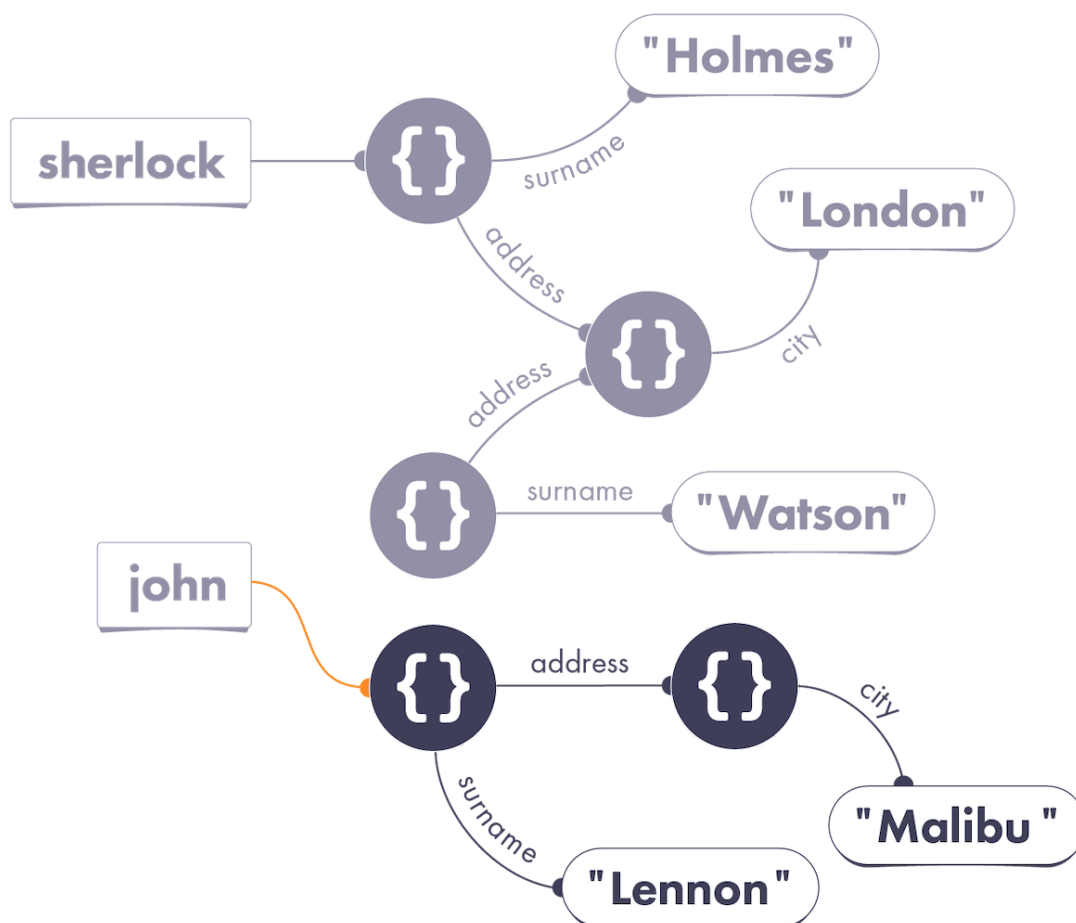 "Holmes"
sherlock
{}
surname
"London"
address
{}
city
address
{}
surname
"Watson"
john
{}
address
{}
city
surname
"Malibu "
"Lennon"